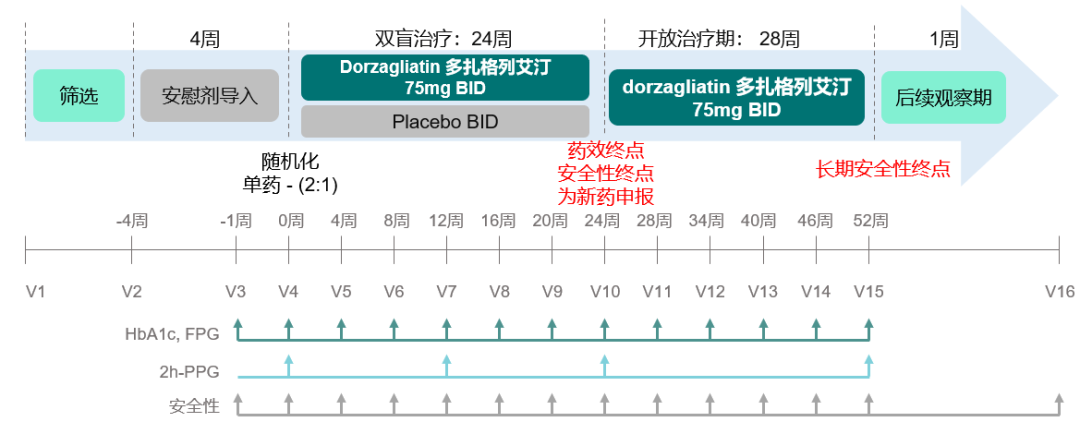 4周
双盲治疗：24周
开放治疗期： 28周
1周
筛选
安慰剂导入
Dorzagliatin 多扎格列艾汀
75mg BID
Placebo BID
dorzagliatin 多扎格列艾汀
75mg BID
后续观察期
随机化
单药 - (2:1)
药效终点
安全性终点
为新药申报
长期安全性终点
-4周 -1周 0周 4周 8周 12周 16周 20周 24周 28周 34周 40周 46周 52周
V1 V2 V3 V4 V5 V6 V7 V8 V9 V10 V11 V12 V13 V14 V15 V16
HbA1c, FPG
2h-PPG
安全性